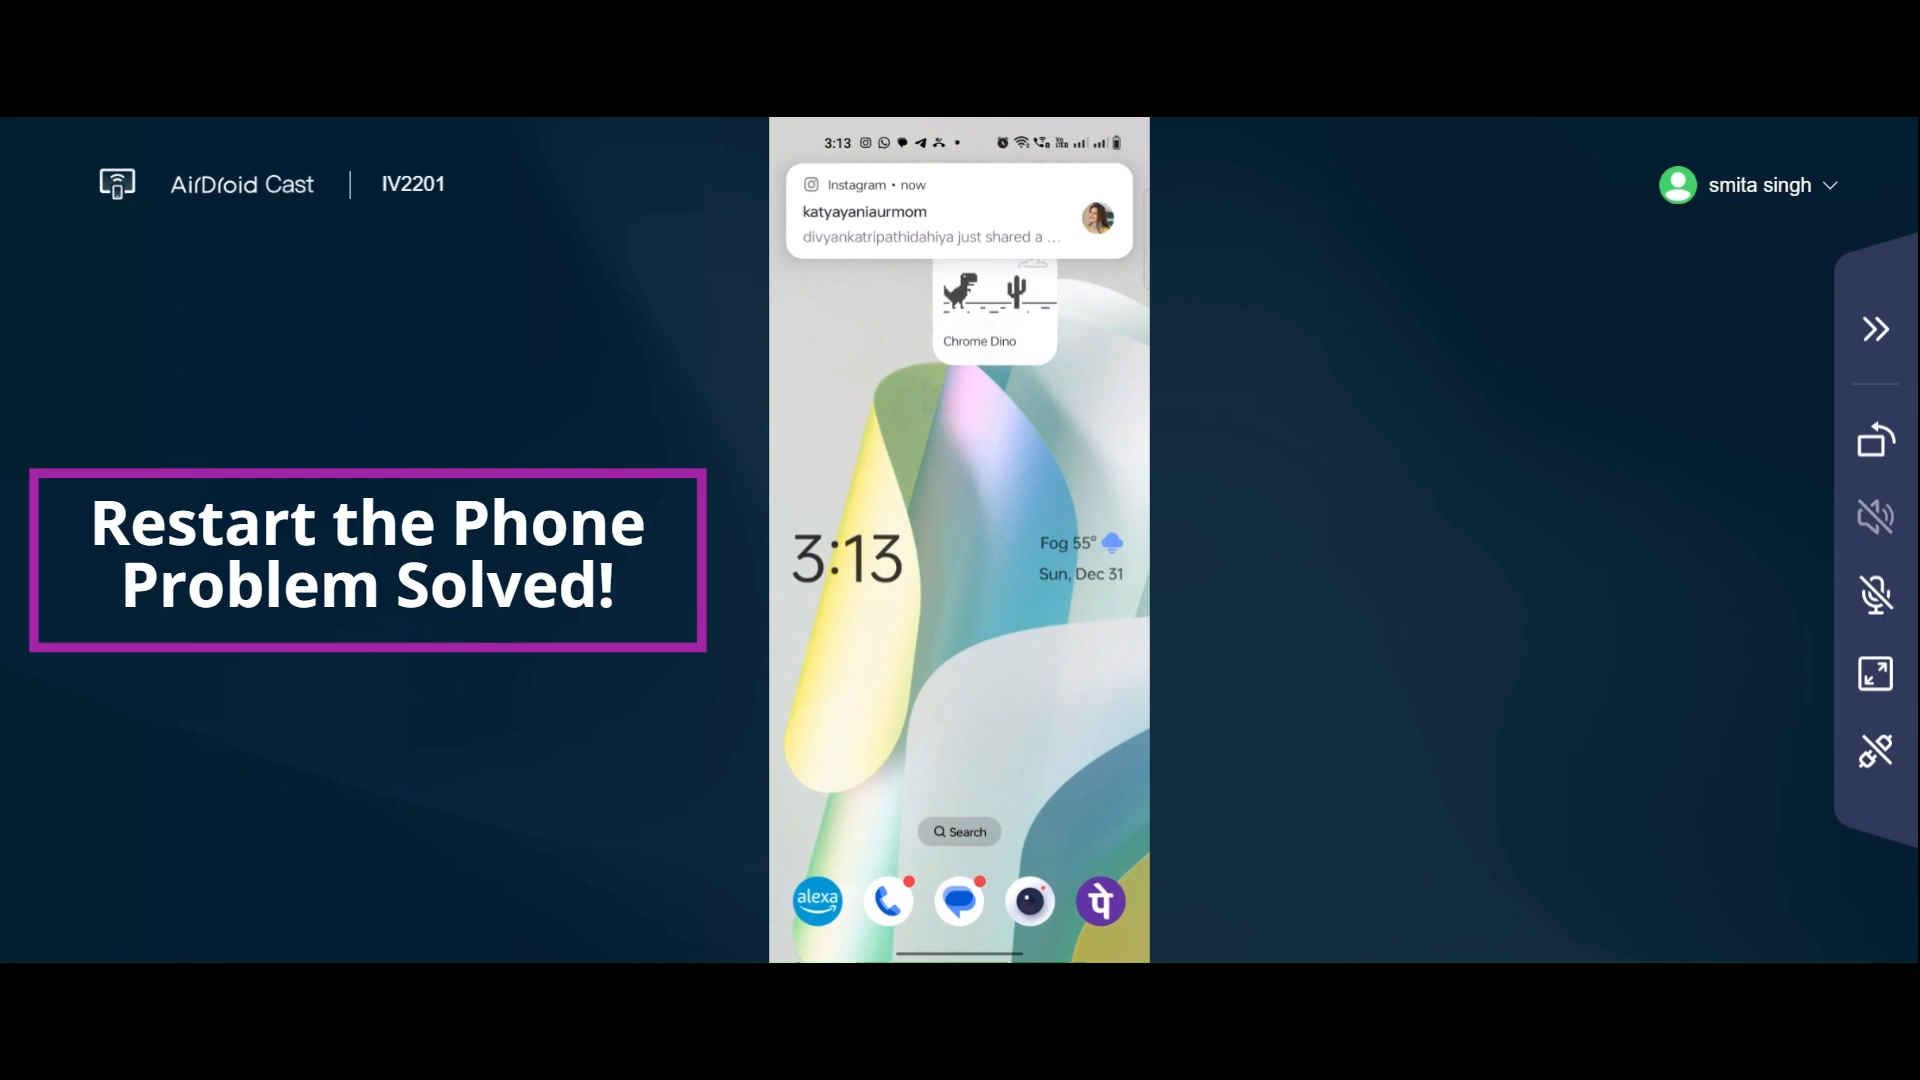 AirDroid Cast | IV2201
smita singh
3:13
Instagram • now
katyayaniaurmom
divyankatripathidahiya just shared a ...
Chrome Dino
Restart the Phone
Problem Solved!
3:13
Fog 55°
Sun, Dec 31
Search
alexa
पे